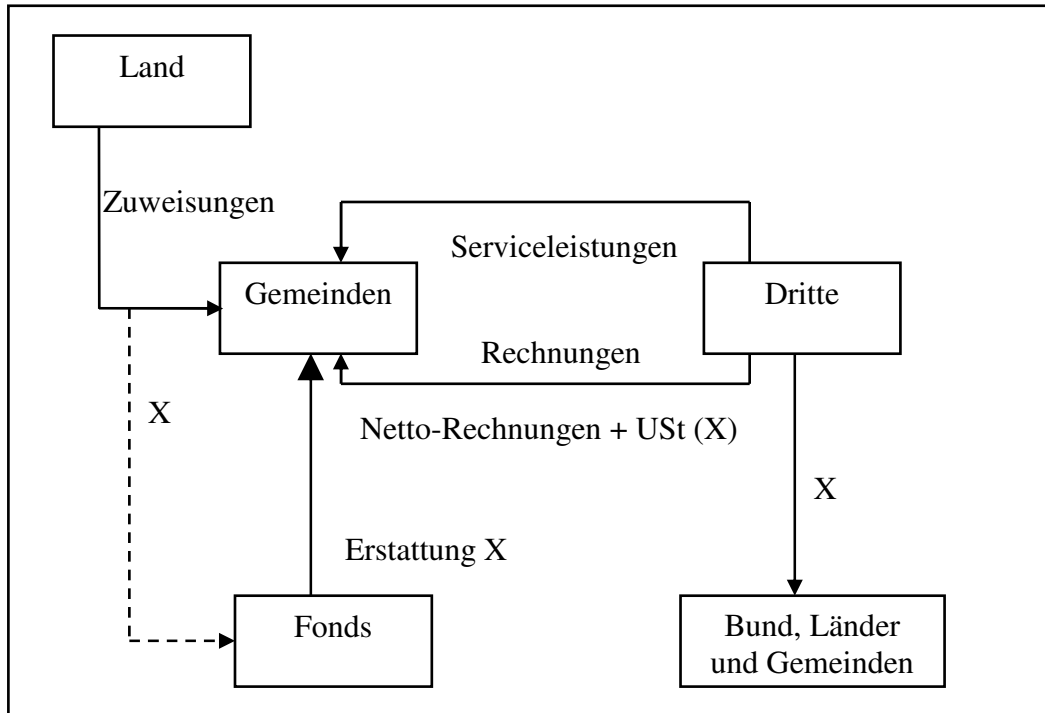 Land
Zuweisungen
Serviceleistungen
Gemeinden
Dritte
Rechnungen
X
Netto-Rechnungen + USt (X)
X
Erstattung X
Fonds
Bund, Länder
und Gemeinden